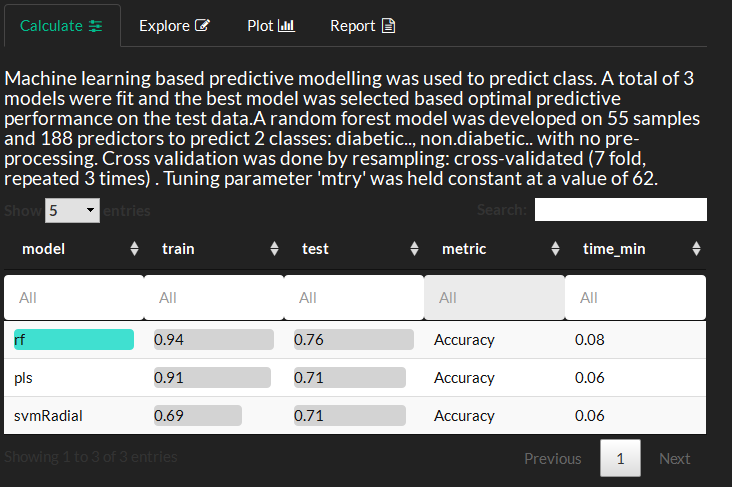 Calculate Explore Plot Report
Machine learning based predictive modelling was used to predict class. A total of 3
models were fit and the best model was selected based optimal predictive
performance on the test data.A random forest model was developed on 55 samples
and 188 predictors to predict 2 classes: diabetic.., non.diabetic.. with no pre-
processing. Cross validation was done by resampling: cross-validated (7 fold,
repeated 3 times) . Tuning parameter 'mtry' was held constant at a value of 62.
Show 5 entries Search:
model train test metric time_min
All All All All All
rf 0.94 0.76 Accuracy 0.08
pls 0.91 0.71 Accuracy 0.06
svmRadial 0.69 0.71 Accuracy 0.06
Showing 1 to 3 of 3 entries Previous 1 Next